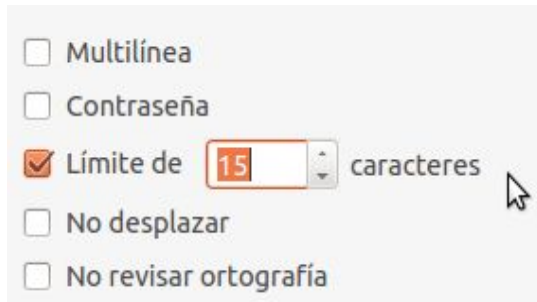 Multilínea
Contraseña
Límite de 15 caracteres
No desplazar
No revisar ortografía